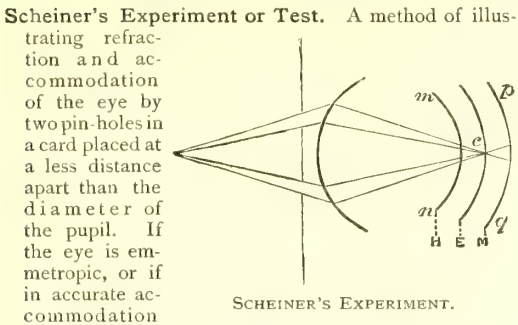 Scheiner's Experiment or Test. A method of illus-
trating refrac-
tion and ac-
commodation
of the eye by
two pin-holes in
a card placed at
a less distance
apart than the
diameter of
the pupil. If
the eye is em-
metropic, or if
in accurate ac-
commodation
m
p
c
n
q
H E M
SCHEINER'S EXPERIMENT.